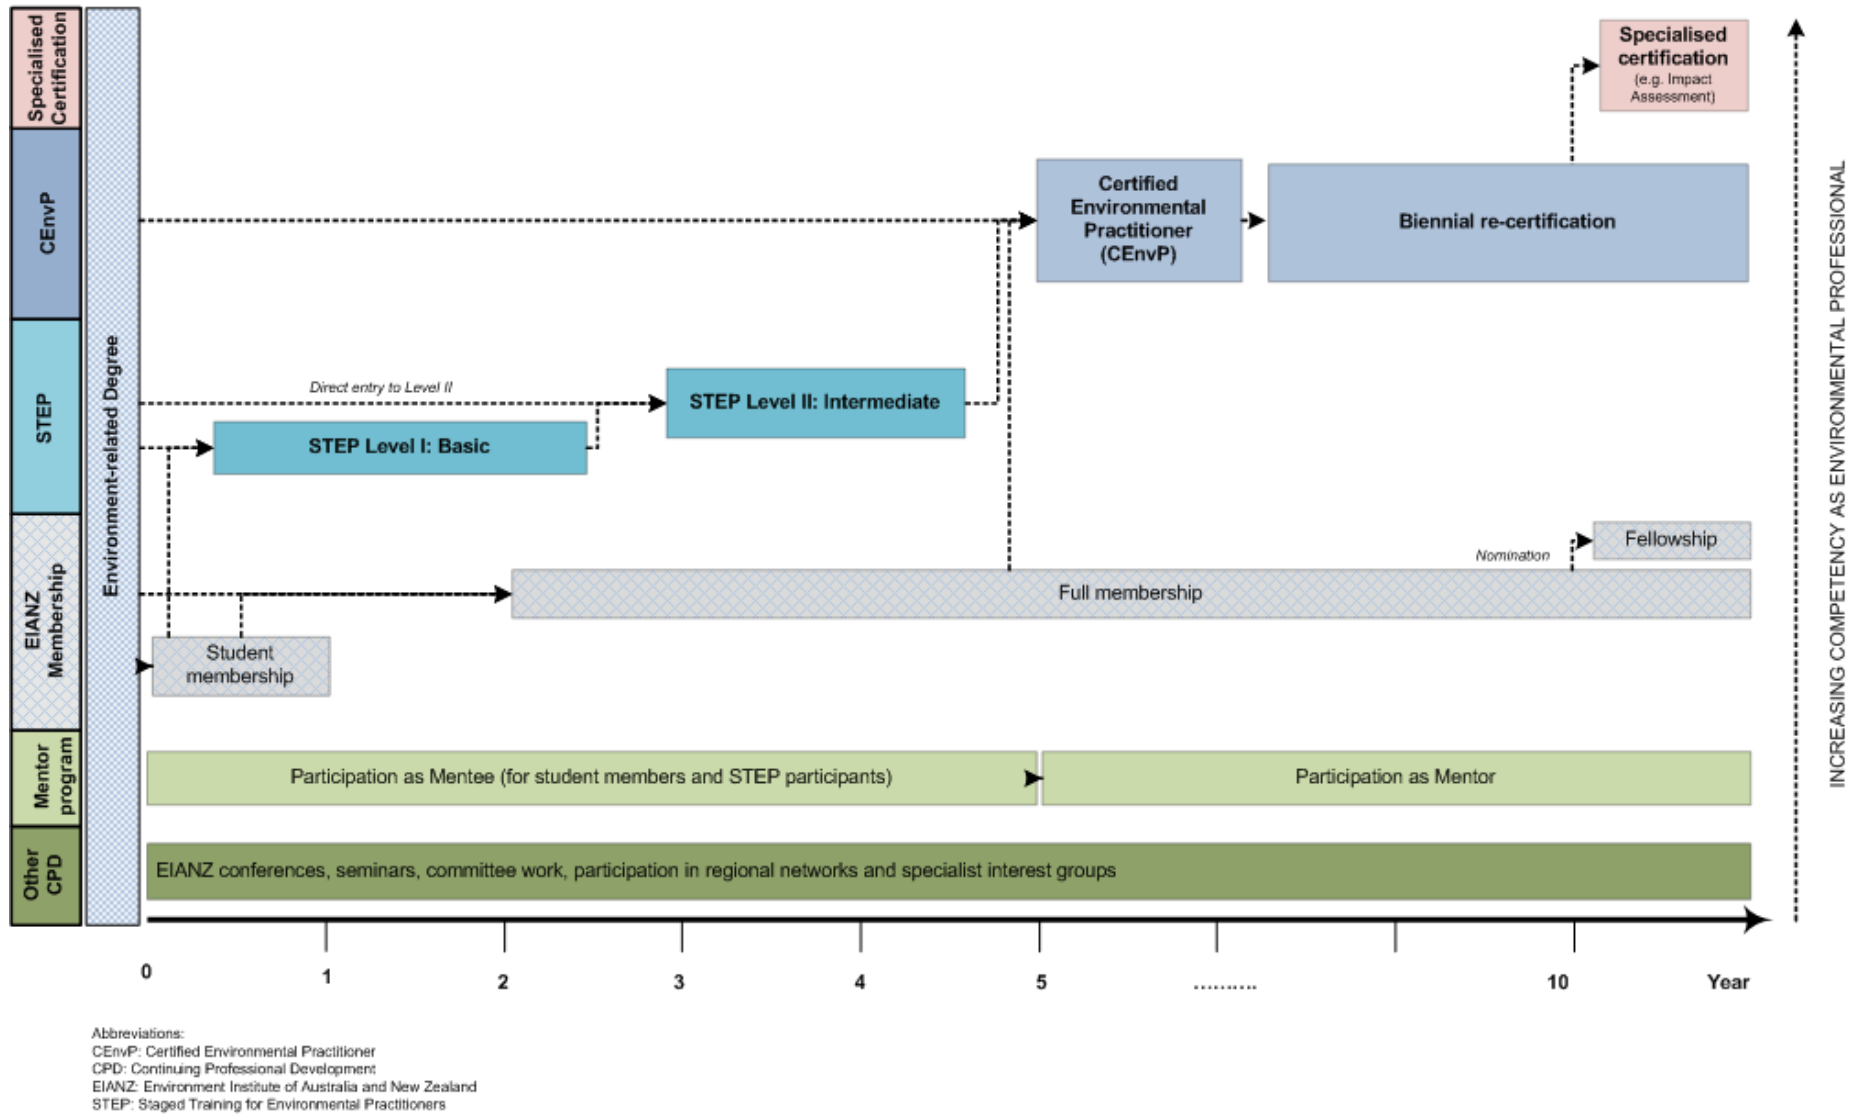 Specialised
Certification
CEnvP
STEP
EIANZ
Membership
Mentor
program
Other
CPD
Environment-related Degree
Specialised
certification
(e.g. Impact
Assessment)
Certified
Environmental
Practitioner
(CEnvP)
Biennial re-certification
Direct entry to Level II
STEP Level II: Intermediate
STEP Level I: Basic
Nomination
Fellowship
Full membership
Student
membership
Participation as Mentee (for student members and STEP participants)
Participation as Mentor
EIANZ conferences, seminars, committee work, participation in regional networks and specialist interest groups
0
1
2
3
4
5
..........
10
Year
INCREASING COMPETENCY AS ENVIRONMENTAL PROFESSIONAL
Abbreviations:
CEnvP: Certified Environmental Practitioner
CPD: Continuing Professional Development
EIANZ: Environment Institute of Australia and New Zealand
STEP: Staged Training for Environmental Practitioners